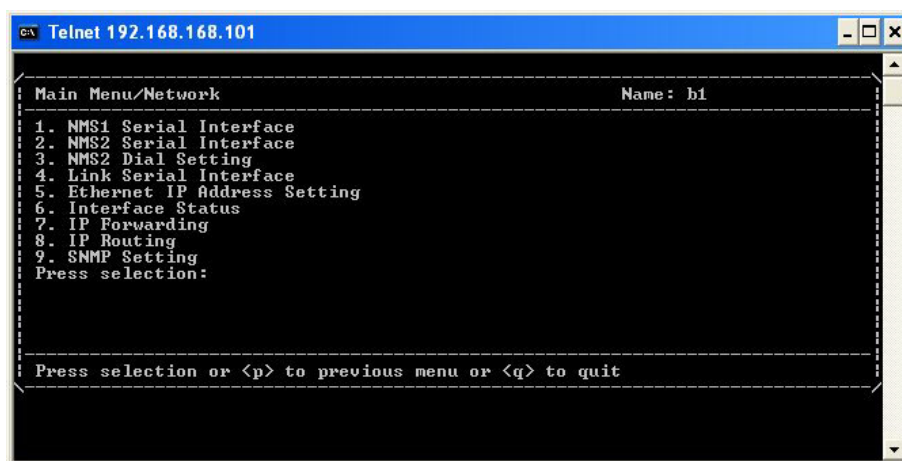 C:\ Telnet 192.168.168.101
Main Menu/Network Name: b1
1. NMS1 Serial Interface
2. NMS2 Serial Interface
3. NMS2 Dial Setting
4. Link Serial Interface
5. Ethernet IP Address Setting
6. Interface Status
7. IP Forwarding
8. IP Routing
9. SNMP Setting
Press selection:
Press selection or <p> to previous menu or <q> to quit